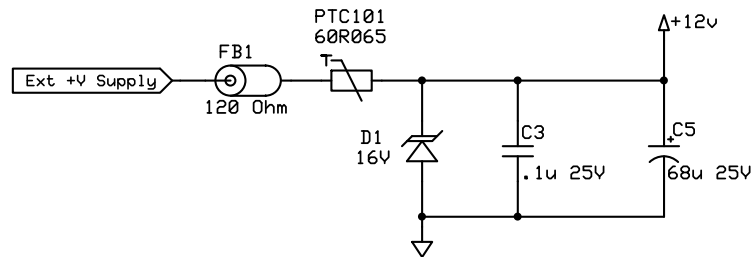 PTC101
60R065
+12v
FB1
T
Ext +V Supply
120 Ohm
D1
16V
C3
.1u 25V
+
C5
68u 25V